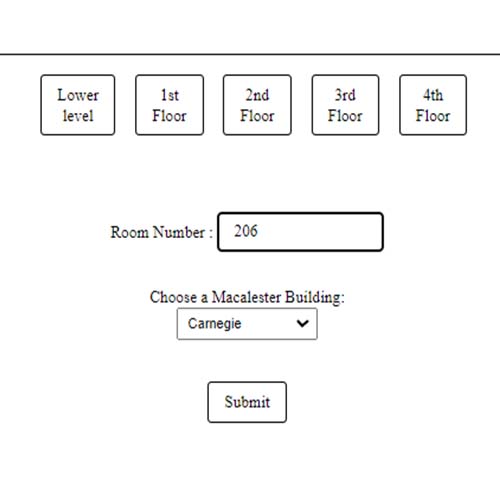 Lower
level
1st
Floor
2nd
Floor
3rd
Floor
4th
Floor
Room Number : 206
Choose a Macalester Building:
Carnegie
Submit